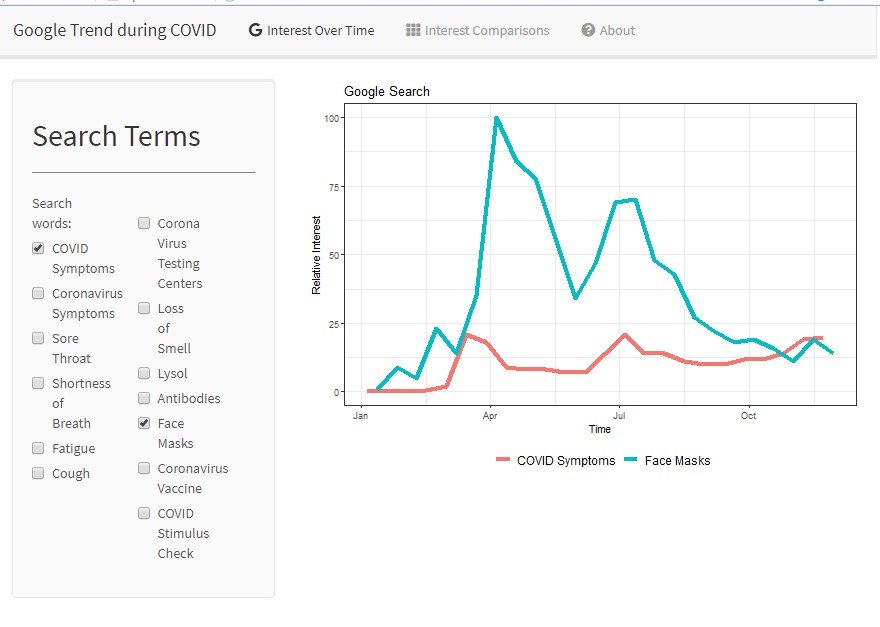 Google Trend during COVID
Interest Over Time
Interest Comparisons
About
Search Terms
Search
words:
COVID
Symptoms
Coronavirus
Symptoms
Sore
Throat
Shortness
of
Breath
Fatigue
Cough
Corona
Virus
Testing
Centers
Loss
of
Smell
Lysol
Antibodies
Face
Masks
Coronavirus
Vaccine
COVID
Stimulus
Check
Google Search
Relative Interest
100
75
50
25
0
Jan Apr Jul Oct
Time
COVID Symptoms Face Masks